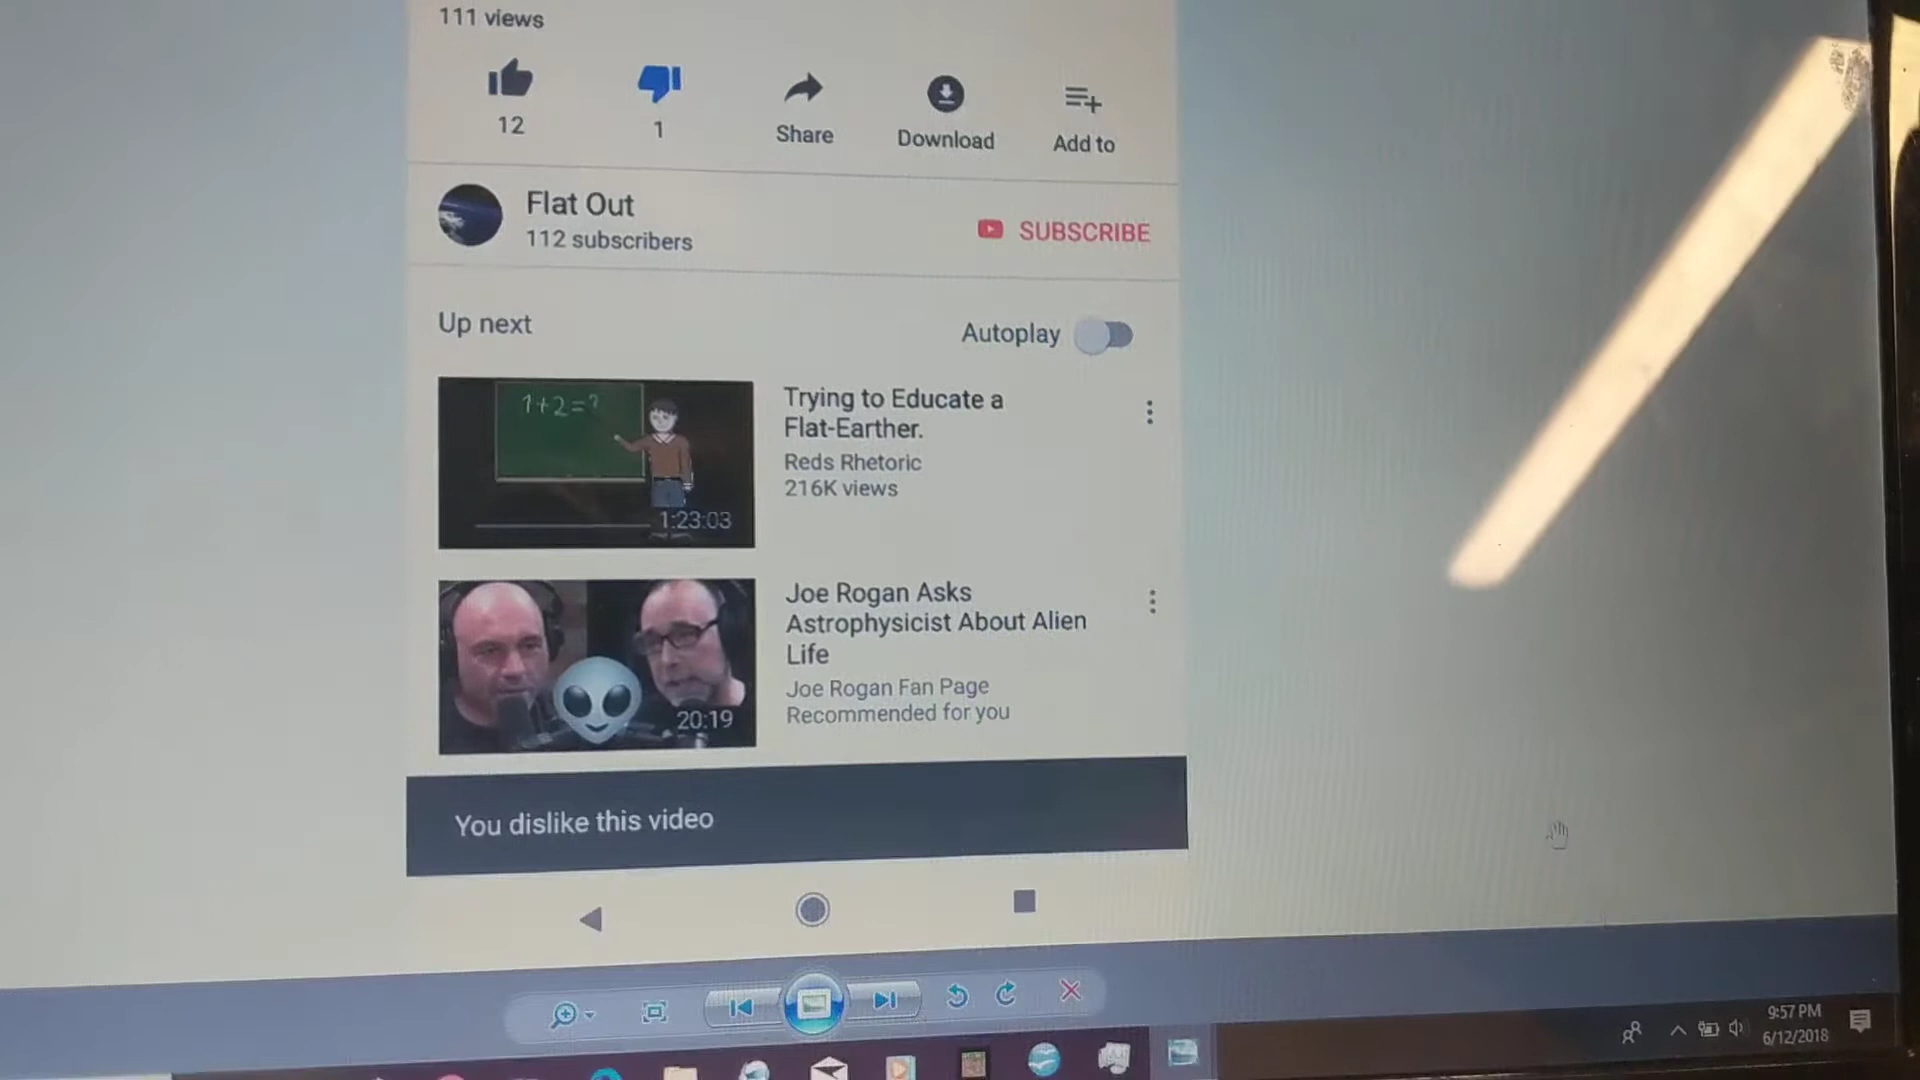 111 views
12
1
Share
Download
Add to
Flat Out
112 subscribers
SUBSCRIBE
Up next
Autoplay
1+2=?
1:23:03
Trying to Educate a
Flat-Earther.
Reds Rhetoric
216K views
20:19
Joe Rogan Asks
Astrophysicist About Alien
Life
Joe Rogan Fan Page
Recommended for you
You dislike this video
9:57 PM
6/12/2018